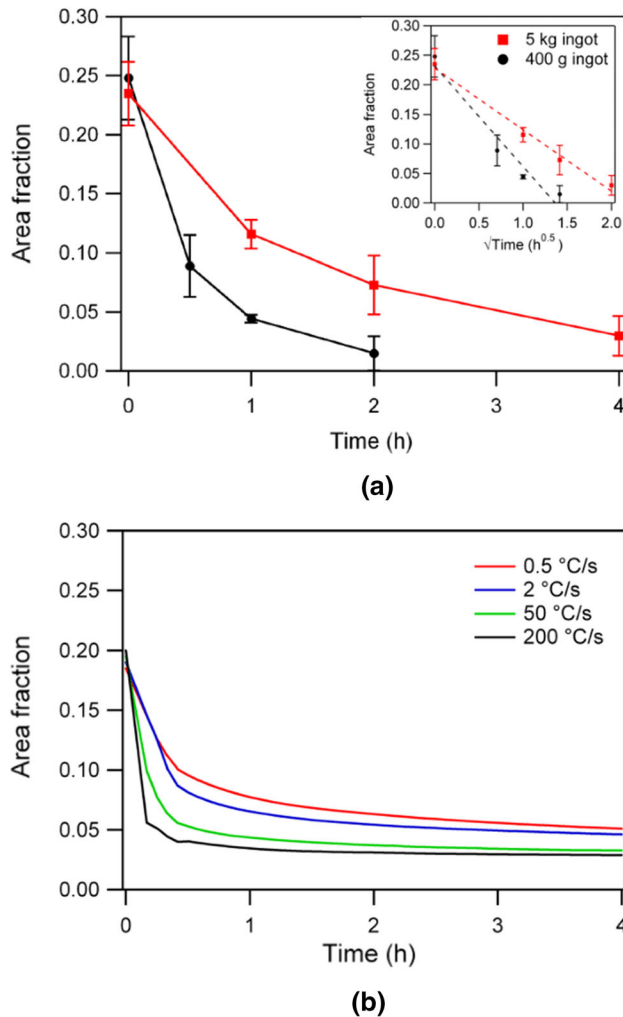 0.30
0.25
0.20
0.15
0.10
0.05
0.00
Area fraction
0 1 2 3 4
Time (h)
0.30
0.25
0.20
0.15
0.10
0.05
0.00
Area fraction
5 kg ingot
400 g ingot
0.0 0.5 1.0 1.5 2.0
√Time (h^0.5)
(a)
0.30
0.25
0.20
0.15
0.10
0.05
0.00
Area fraction
0.5 °C/s
2 °C/s
50 °C/s
200 °C/s
0 1 2 3 4
Time (h)
(b)